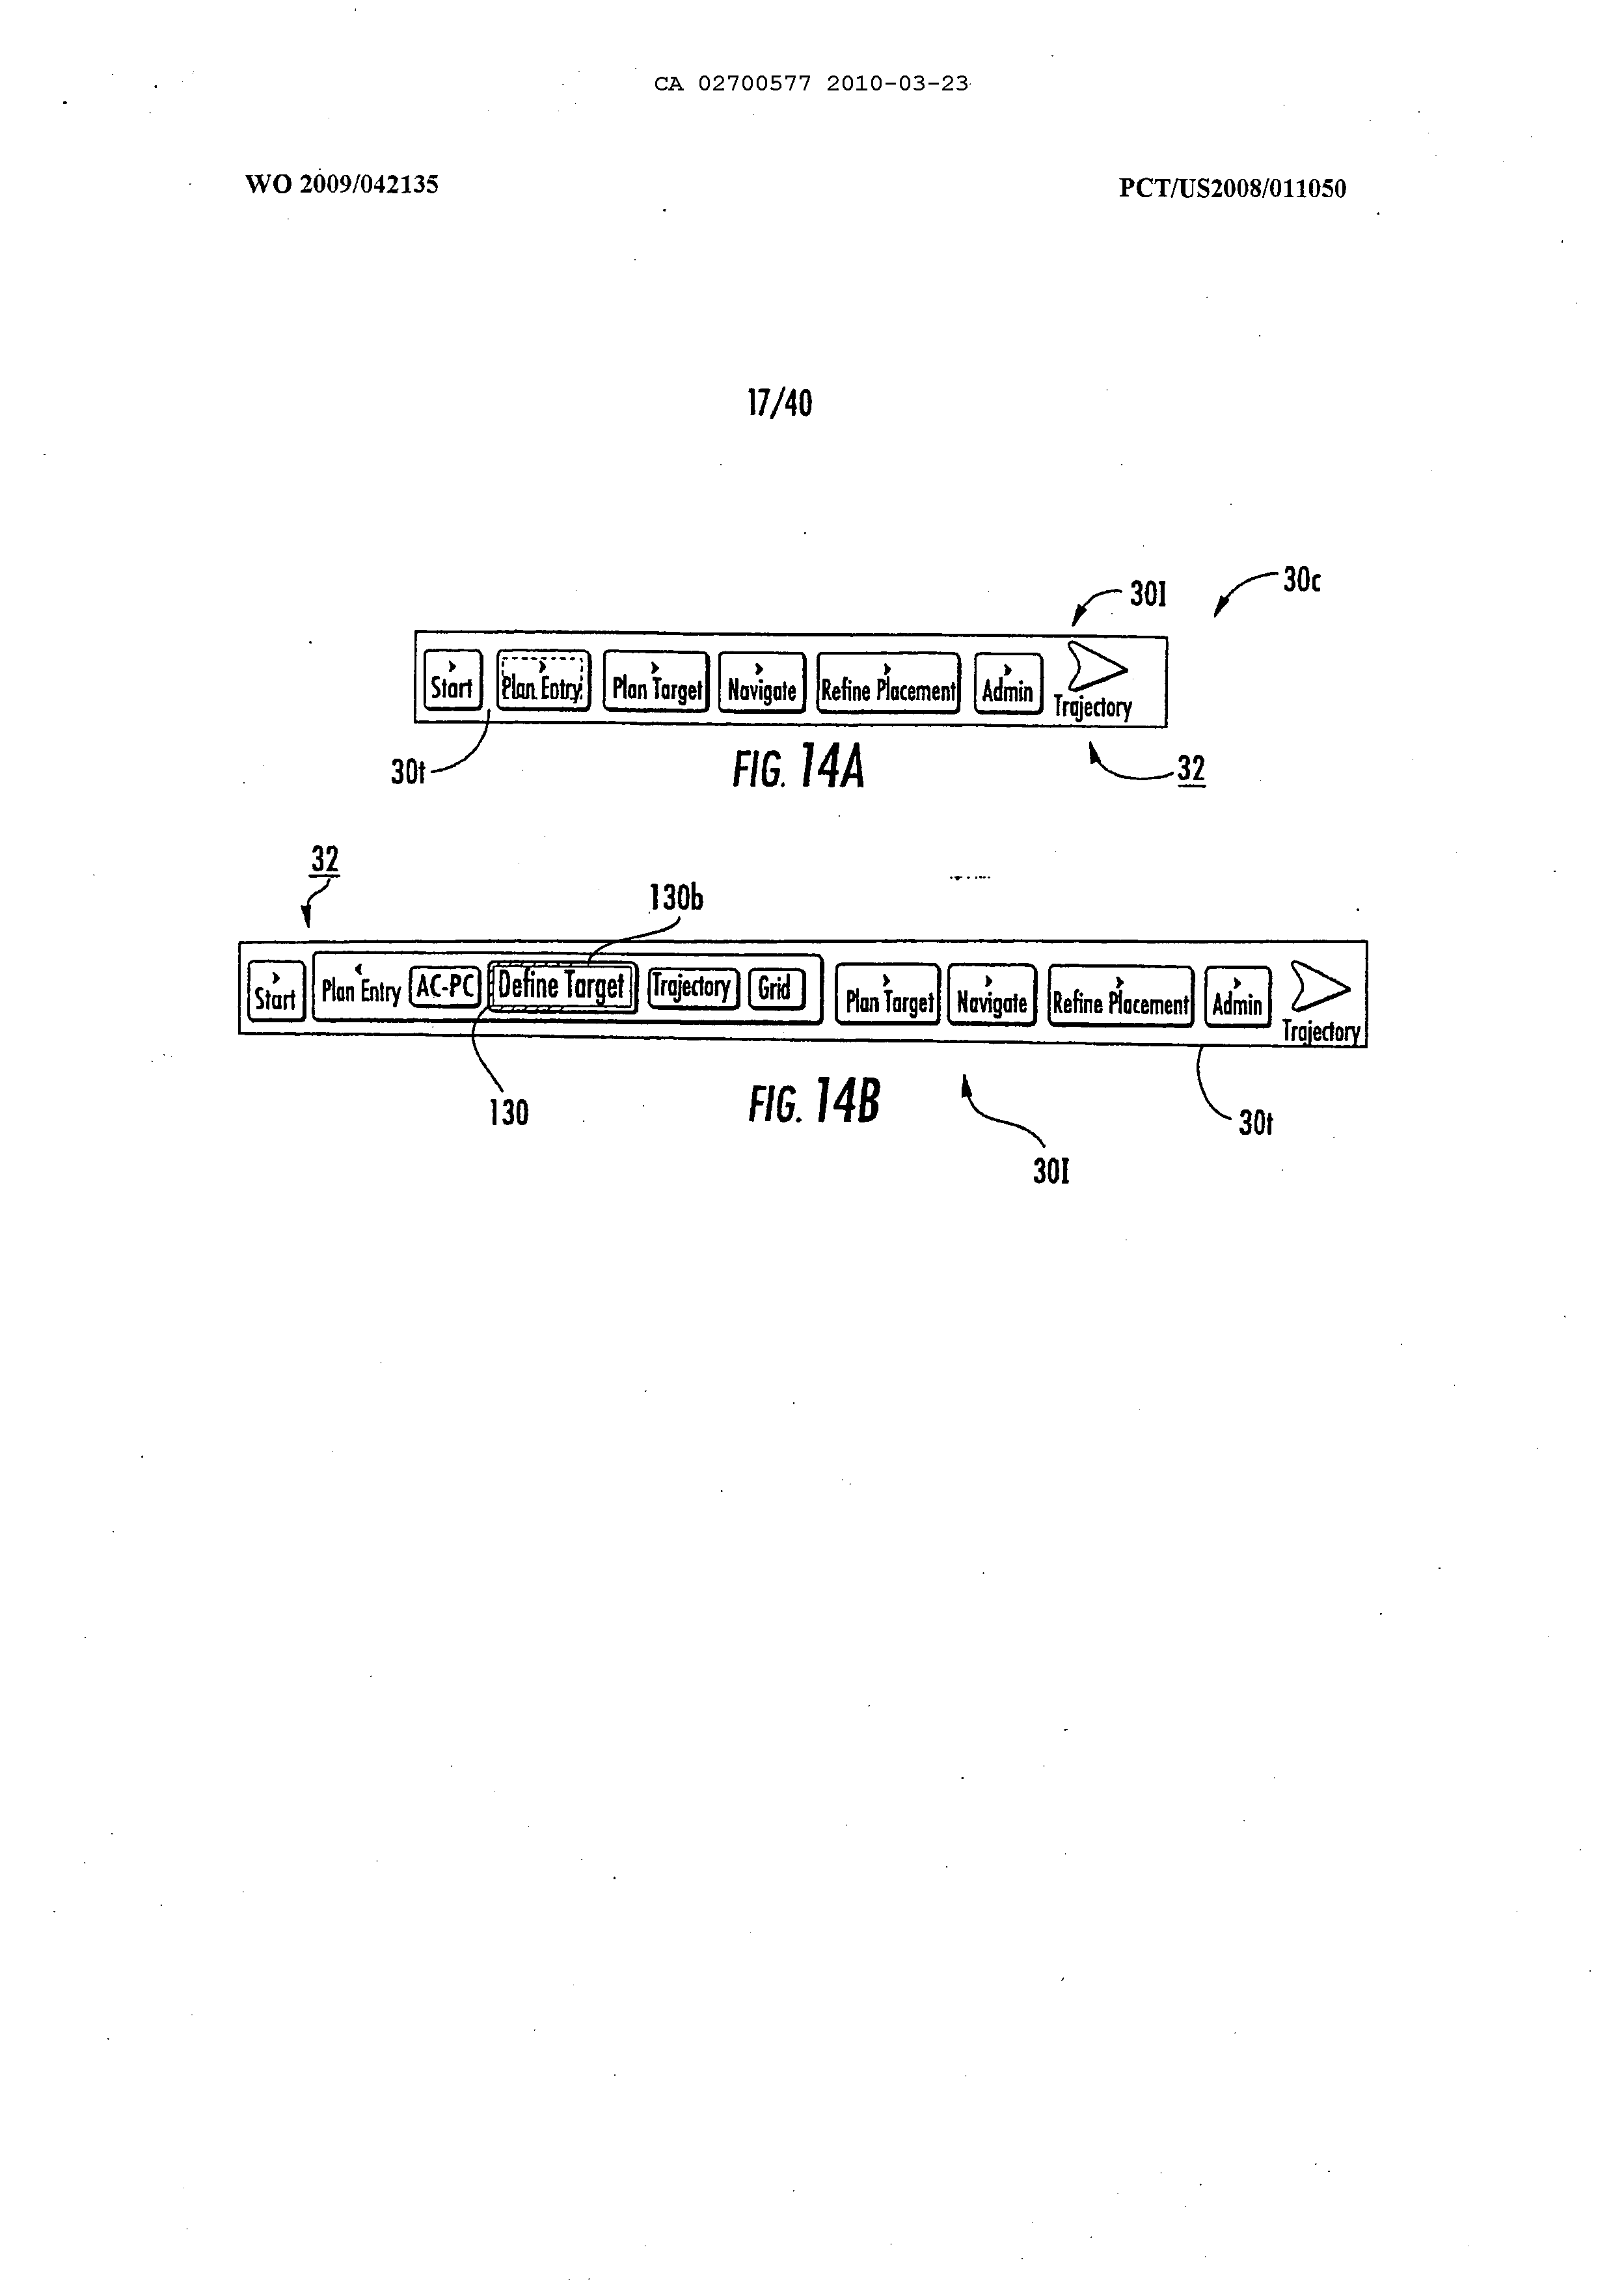 CA 02700577 2010-03-23
WO 2009/042135 PCT/US2008/011050
17/40
30I 30c
Start Plan Entry Plan Target Navigate Refine Placement Admin Trajectory
30t FIG. 14A 32
32
130b
Start Plan Entry AC-PC Define Target Trajectory Grid Plan Target Navigate Refine Placement Admin Trajectory
130 FIG. 14B 30t
30I